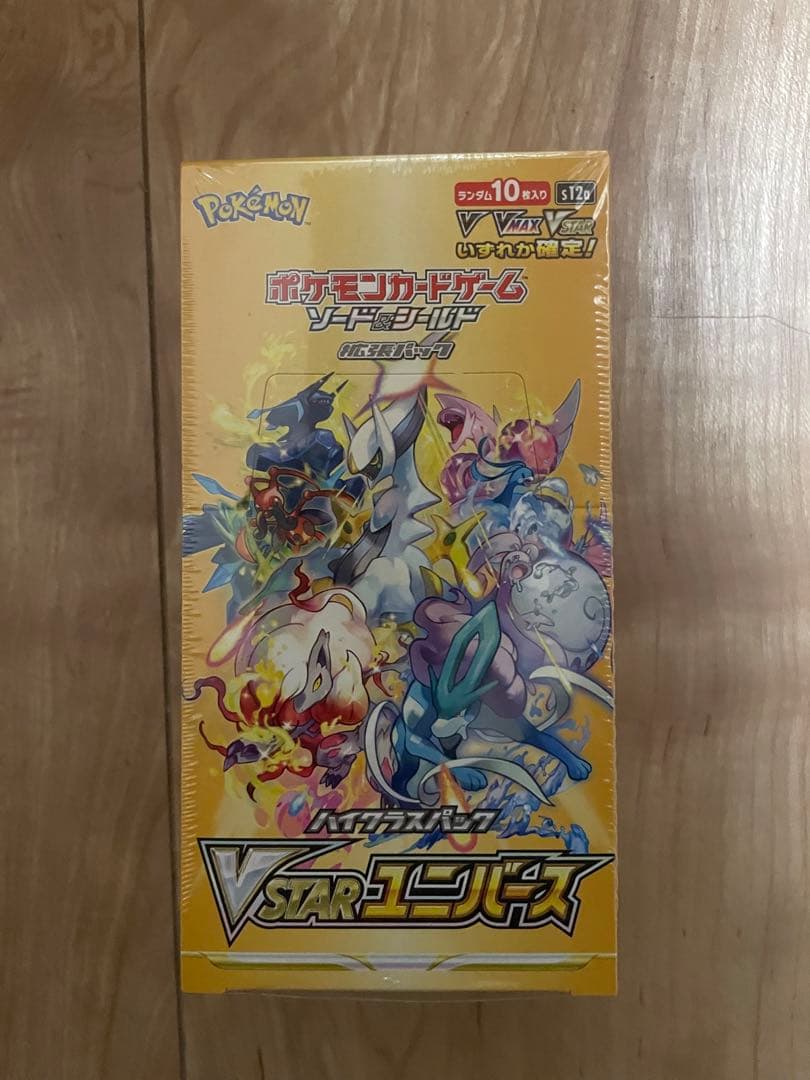 Pokémon
ランダム10枚入り s12a
V VMAX VSTAR
いずれか確定!
ポケモンカードゲーム
ソード&シールド
拡張パック
ハイクラスパック
VSTARユニバース